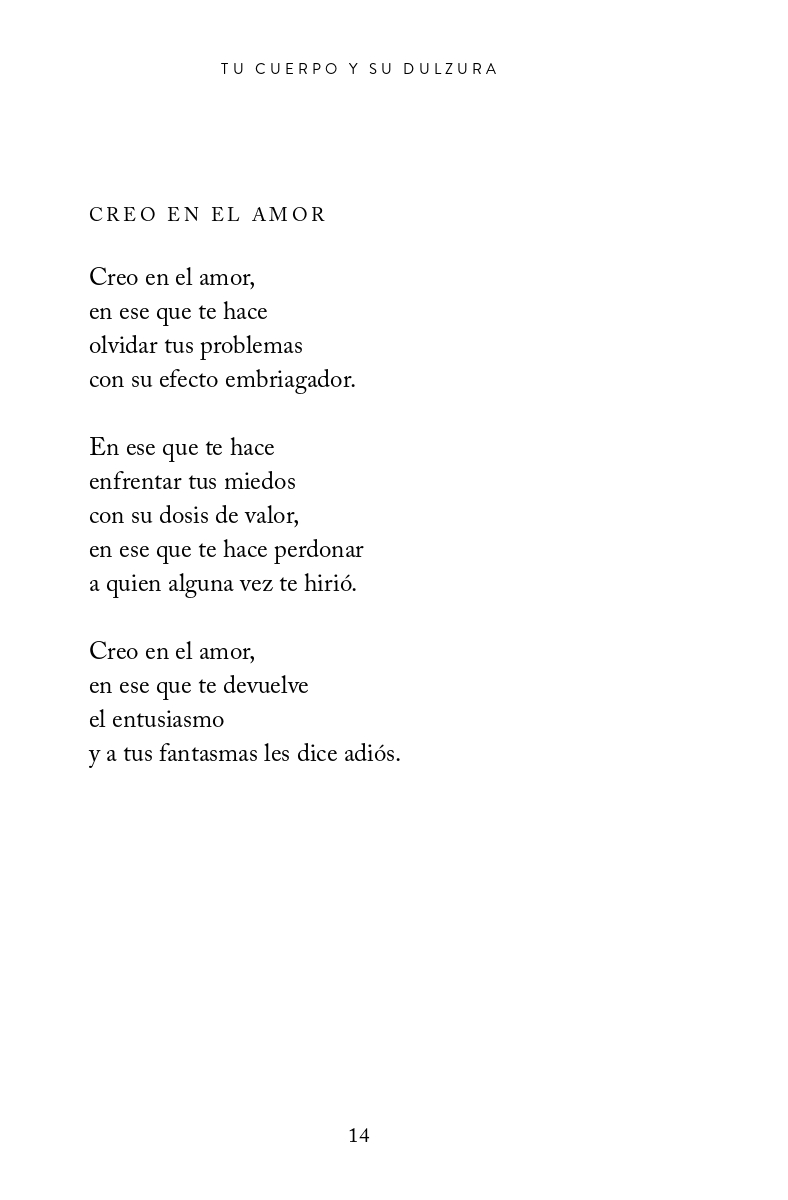 TU CUERPO Y SU DULZURA
CREO EN EL AMOR
Creo en el amor,
en ese que te hace
olvidar tus problemas
con su efecto embriagador.
En ese que te hace
enfrentar tus miedos
con su dosis de valor,
en ese que te hace perdonar
a quien alguna vez te hirió.
Creo en el amor,
en ese que te devuelve
el entusiasmo
y a tus fantasmas les dice adiós.
14